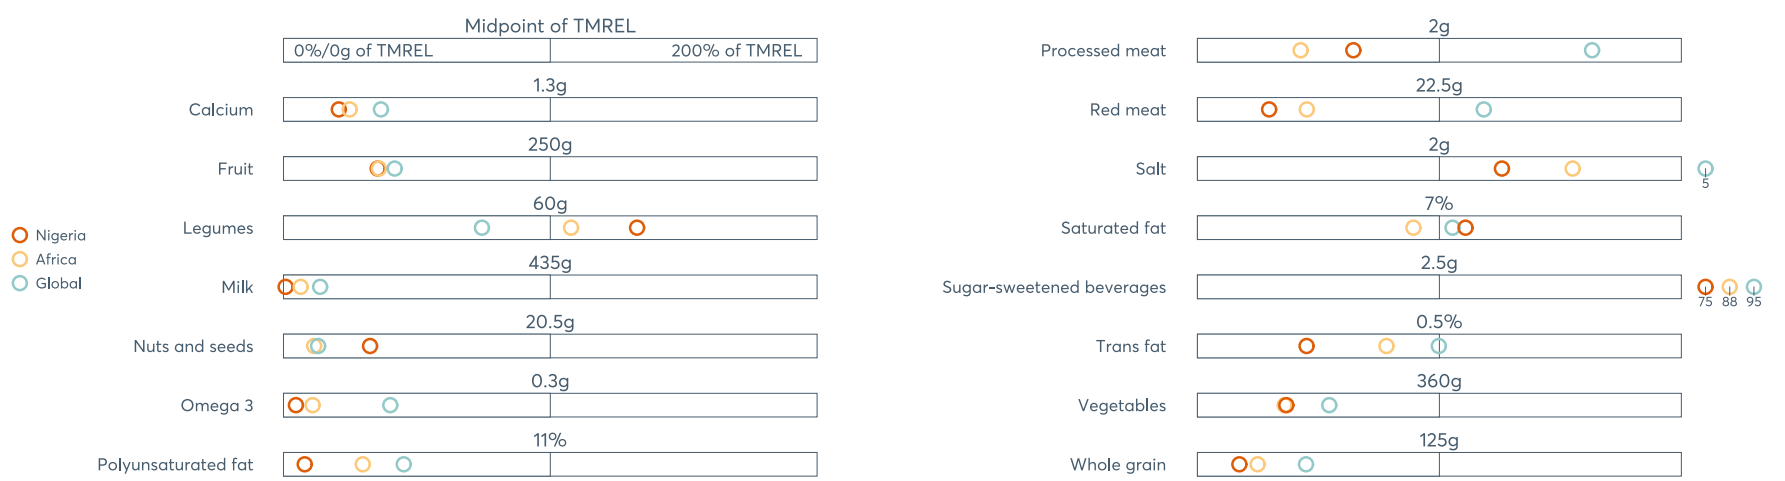 Midpoint of TMREL
0%/0g of TMREL 200% of TMREL
1.3g
Calcium
250g
Fruit
60g
Legumes
435g
Milk
20.5g
Nuts and seeds
0.3g
Omega 3
11%
Polyunsaturated fat
Nigeria
Africa
Global
2g
Processed meat
22.5g
Red meat
2g
Salt
5
7%
Saturated fat
2.5g
Sugar-sweetened beverages
75 88 95
0.5%
Trans fat
360g
Vegetables
125g
Whole grain